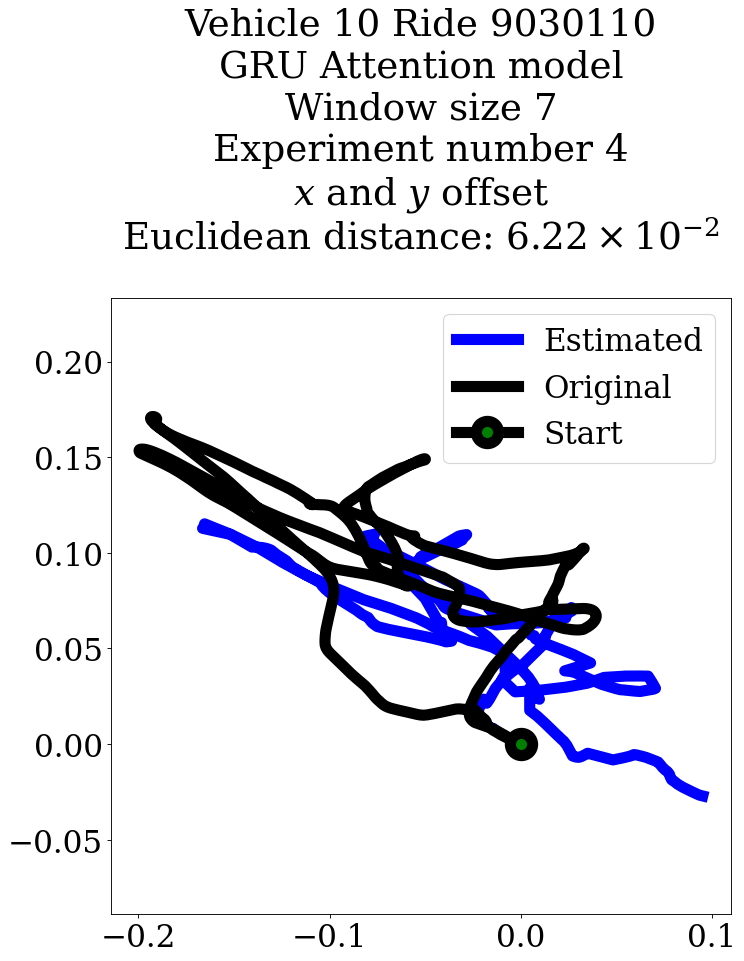 Vehicle 10 Ride 9030110
GRU Attention model
Window size 7
Experiment number 4
x and y offset
Euclidean distance: 6.22 × 10⁻²
Estimated
Original
Start
0.20
0.15
0.10
0.05
0.00
−0.05
−0.2
−0.1
0.0
0.1